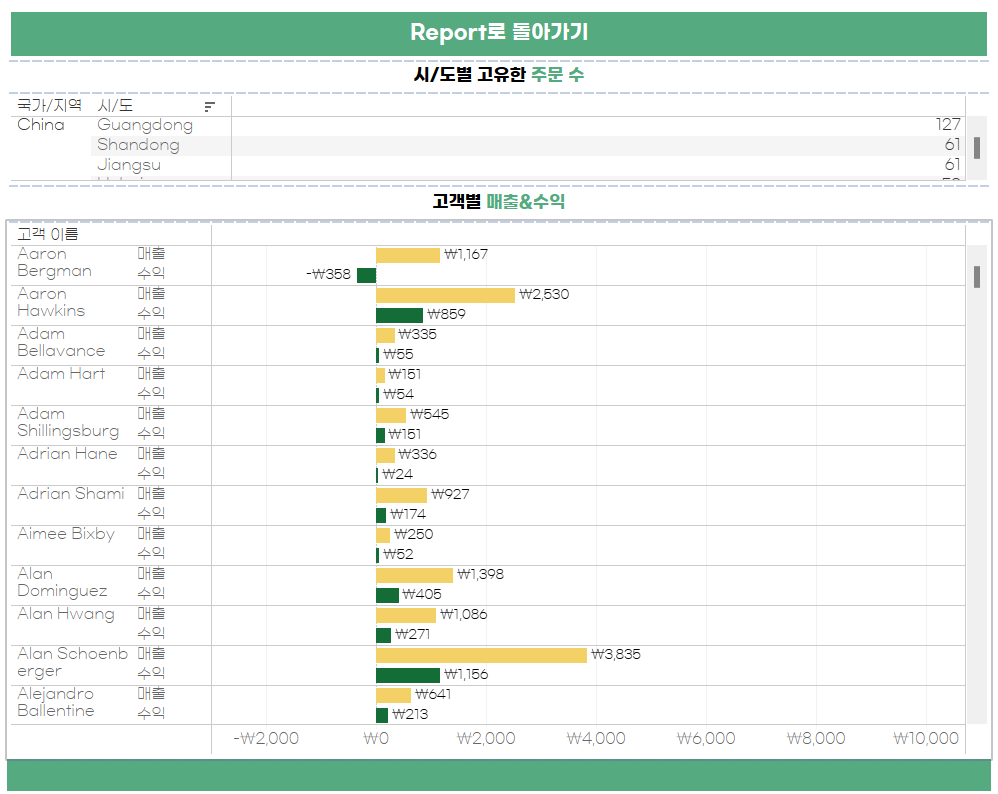 Report로 돌아가기
시/도별 고유한 주문 수
국가/지역 시/도
China Guangdong 127
Shandong 61
Jiangsu 61
고객별 매출&수익
고객 이름
Aaron 매출 ₩1,167
Bergman 수익 -₩358
Aaron 매출 ₩2,530
Hawkins 수익 ₩859
Adam 매출 ₩335
Bellavance 수익 ₩55
Adam Hart 매출 ₩151
수익 ₩54
Adam 매출 ₩545
Shillingsburg 수익 ₩151
Adrian Hane 매출 ₩336
수익 ₩24
Adrian Shami 매출 ₩927
수익 ₩174
Aimee Bixby 매출 ₩250
수익 ₩52
Alan 매출 ₩1,398
Dominguez 수익 ₩405
Alan Hwang 매출 ₩1,086
수익 ₩271
Alan Schoenb 매출 ₩3,835
erger 수익 ₩1,156
Alejandro 매출 ₩641
Ballentine 수익 ₩213
-₩2,000 ₩0 ₩2,000 ₩4,000 ₩6,000 ₩8,000 ₩10,000